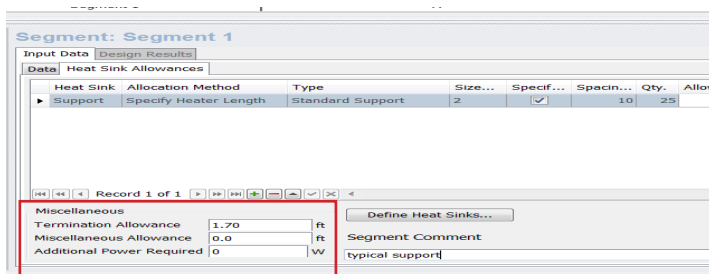 Segment: Segment 1
Input Data Design Results
Data Heat Sink Allowances
Heat Sink Allocation Method Type Size... Specif... Spacin... Qty.
Support Specify Heater Length Standard Support 2 10 25
Record 1 of 1
Miscellaneous
Termination Allowance 1.70 ft
Miscellaneous Allowance 0.0 ft
Additional Power Required 0 W
Define Heat Sinks...
Segment Comment
typical support